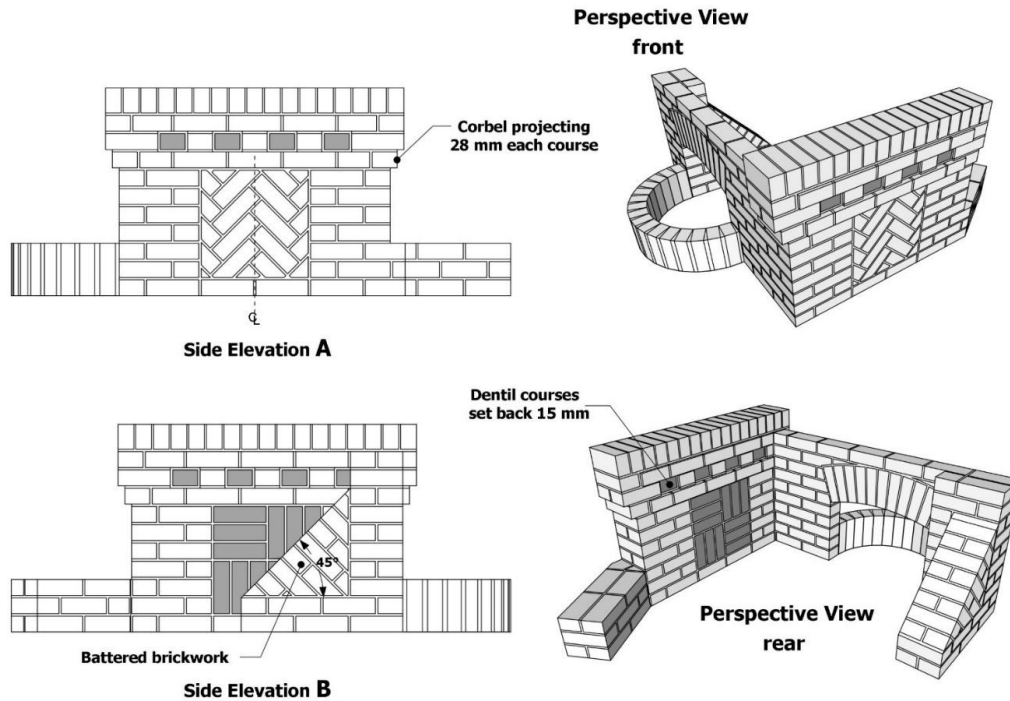 Perspective View
front
Corbel projecting
28 mm each course
℄
Side Elevation A
Dentil courses
set back 15 mm
45°
Battered brickwork
Side Elevation B
Perspective View
rear